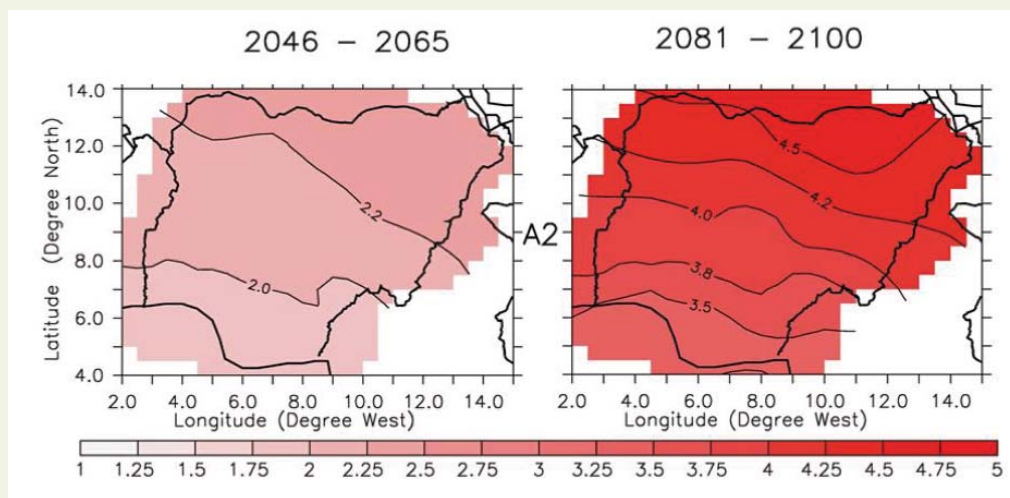 2046 – 2065
2081 – 2100
Latitude (Degree North)
14.0
12.0
10.0
8.0
6.0
4.0
2.2
2.0
2.0 4.0 6.0 8.0 10.0 12.0 14.0
Longitude (Degree West)
A2
4.5
4.2
4.0
3.8
3.5
2.0 4.0 6.0 8.0 10.0 12.0 14.0
Longitude (Degree West)
1 1.25 1.5 1.75 2 2.25 2.5 2.75 3 3.25 3.5 3.75 4 4.25 4.5 4.75 5